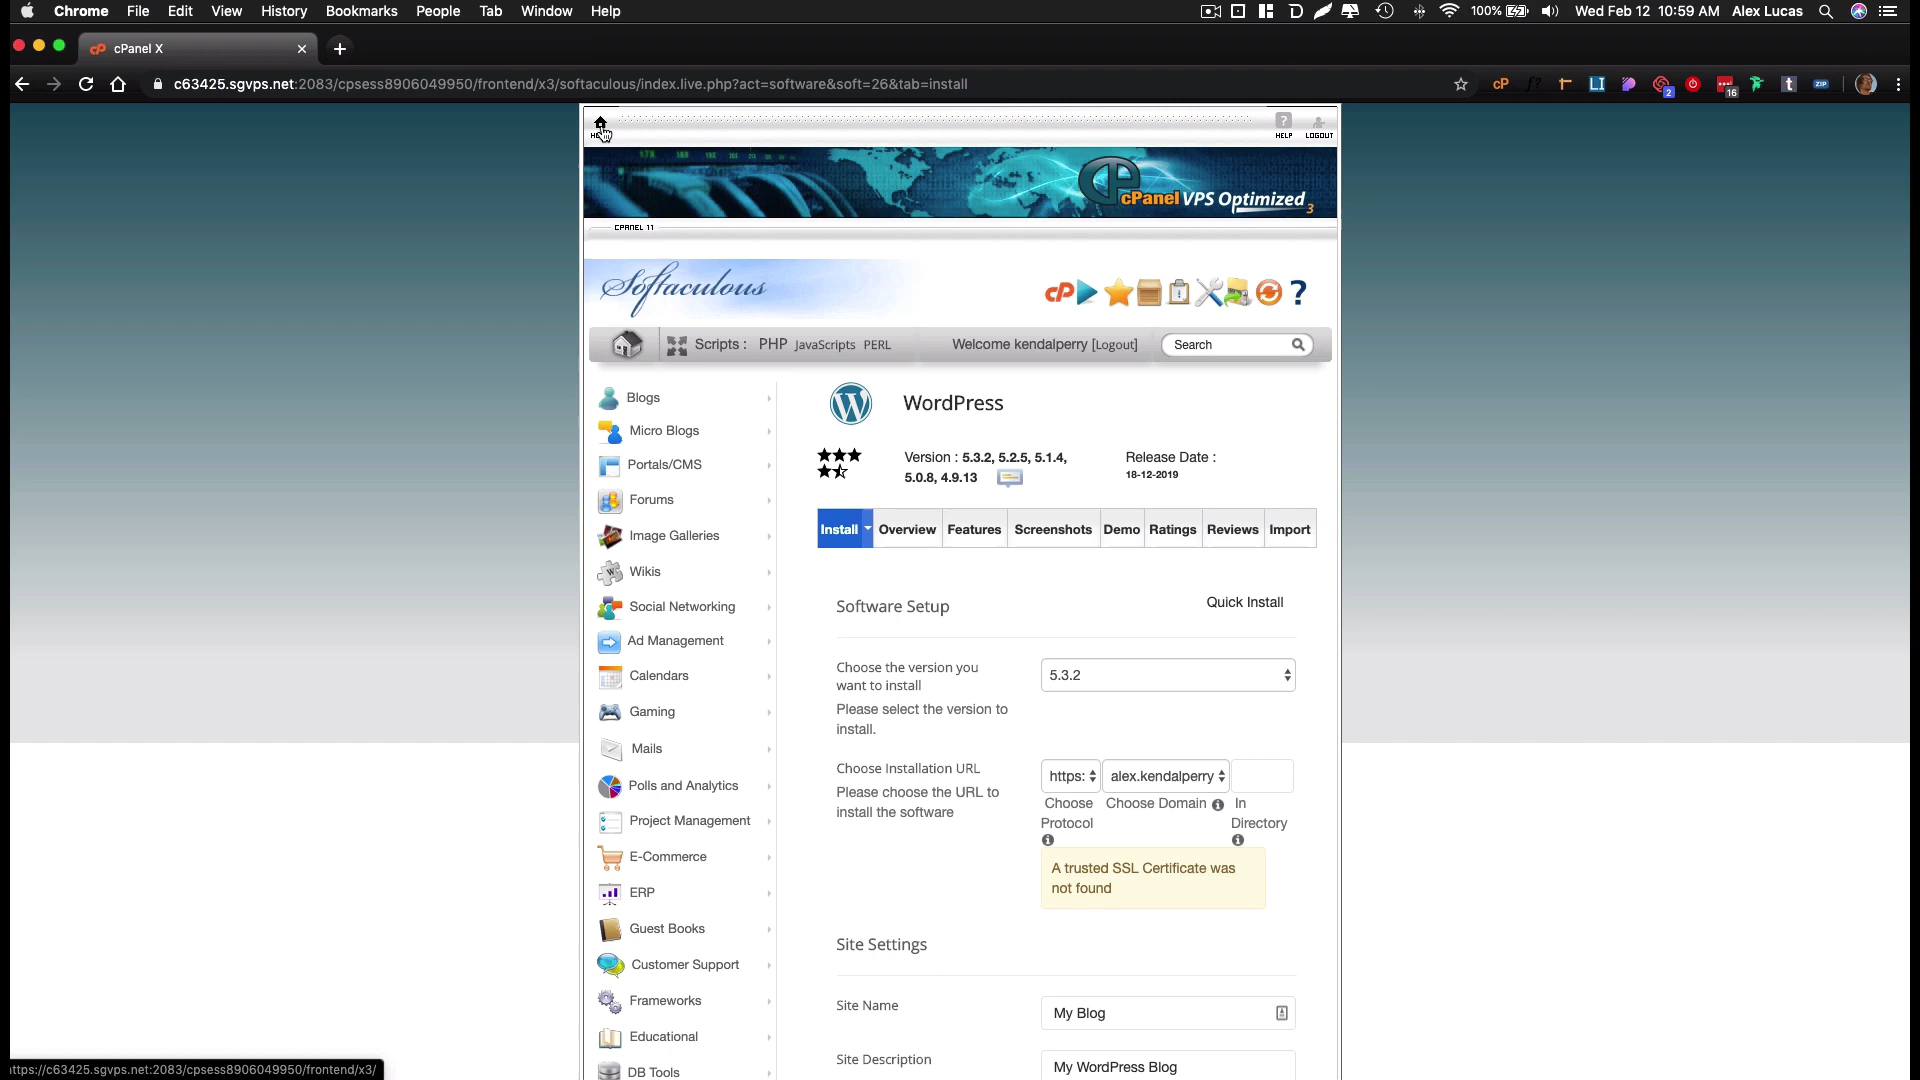 Chrome File Edit View History Bookmarks People Tab Window Help
100% Wed Feb 12 10:59 AM Alex Lucas
cPanel X
c63425.sgvps.net:2083/cpsess8906049950/frontend/x3/softaculous/index.live.php?act=software&soft=26&tab=install
HELP LOGOUT
cPanel VPS Optimized 3
CPANEL 11
Softaculous
Scripts : PHP JavaScripts PERL Welcome kendalperry [Logout] Search
Blogs
Micro Blogs
Portals/CMS
Forums
Image Galleries
Wikis
Social Networking
Ad Management
Calendars
Gaming
Mails
Polls and Analytics
Project Management
E-Commerce
ERP
Guest Books
Customer Support
Frameworks
Educational
DB Tools
WordPress
Version : 5.3.2, 5.2.5, 5.1.4,
5.0.8, 4.9.13
Release Date :
18-12-2019
Install Overview Features Screenshots Demo Ratings Reviews Import
Software Setup
Quick Install
Choose the version you
want to install
Please select the version to
install.
5.3.2
Choose Installation URL
Please choose the URL to
install the software
https: alex.kendalperry
Choose
Protocol
Choose Domain
In
Directory
A trusted SSL Certificate was
not found
Site Settings
Site Name
My Blog
Site Description
My WordPress Blog
ttps://c63425.sgvps.net:2083/cpsess8906049950/frontend/x3/